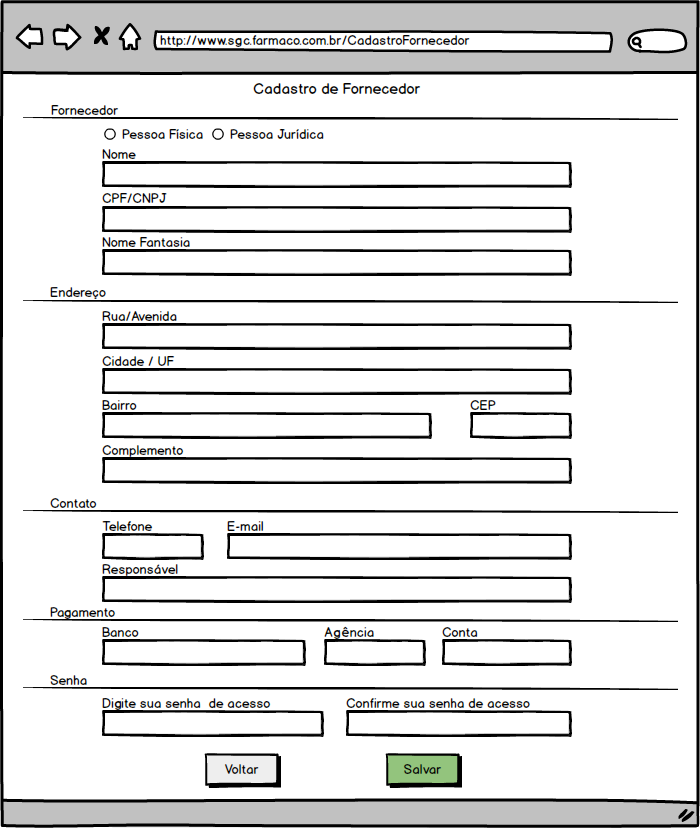 http://www.sgc.farmaco.com.br/CadastroFornecedor
Cadastro de Fornecedor
Fornecedor
Pessoa Física Pessoa Jurídica
Nome
CPF/CNPJ
Nome Fantasia
Endereço
Rua/Avenida
Cidade / UF
Bairro CEP
Complemento
Contato
Telefone E-mail
Responsável
Pagamento
Banco Agência Conta
Senha
Digite sua senha de acesso Confirme sua senha de acesso
Voltar Salvar